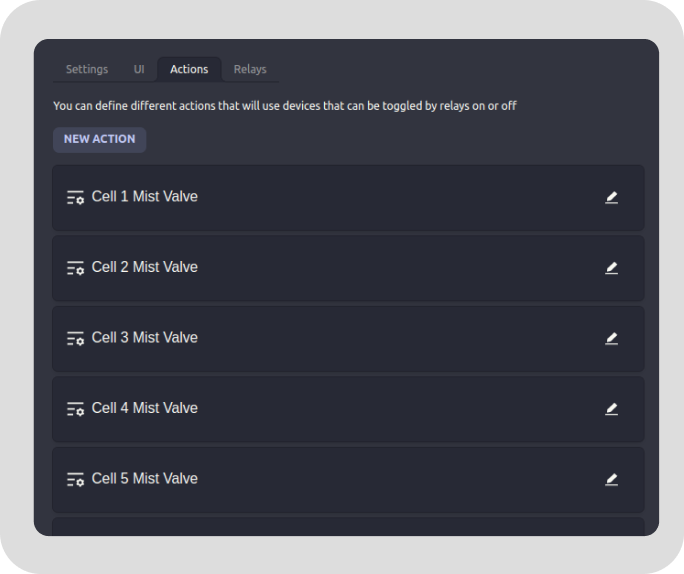 Settings UI Actions Relays
You can define different actions that will use devices that can be toggled by relays on or off
NEW ACTION
Cell 1 Mist Valve
Cell 2 Mist Valve
Cell 3 Mist Valve
Cell 4 Mist Valve
Cell 5 Mist Valve